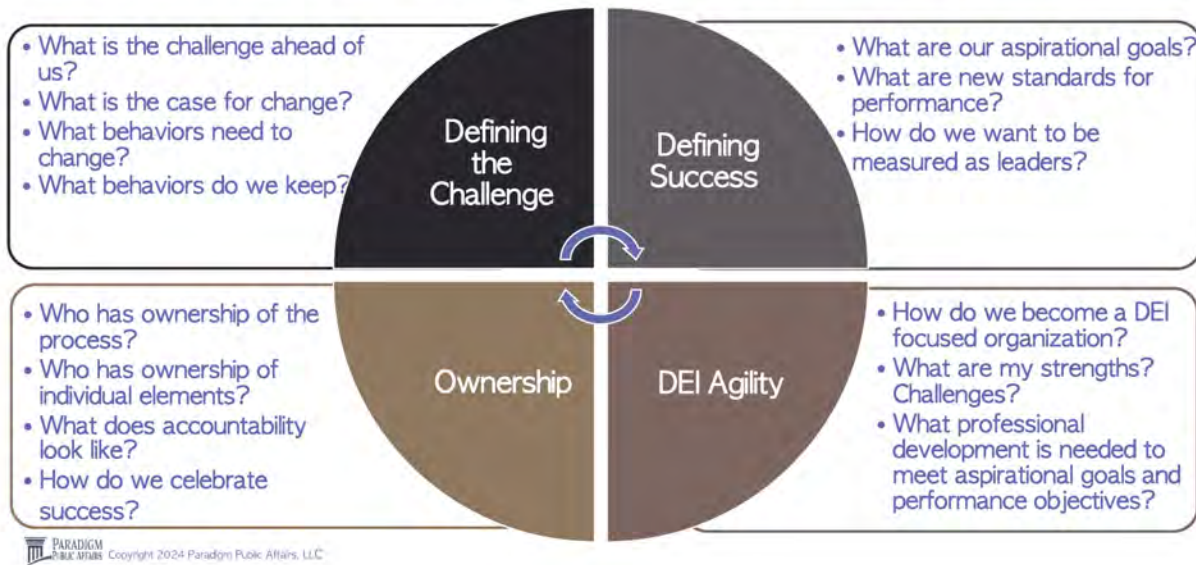 • What is the challenge ahead of
us?
• What is the case for change?
• What behaviors need to
change?
• What behaviors do we keep?
Defining
the
Challenge
Defining
Success
• What are our aspirational goals?
• What are new standards for
performance?
• How do we want to be
measured as leaders?
• Who has ownership of the
process?
• Who has ownership of
individual elements?
• What does accountability
look like?
• How do we celebrate
success?
Ownership
DEI Agility
• How do we become a DEI
focused organization?
• What are my strengths?
Challenges?
• What professional
development is needed to
meet aspirational goals and
performance objectives?
PARADIGM
PUBLIC AFFAIRS
Copyright 2024 Paradigm Public Affairs, LLC